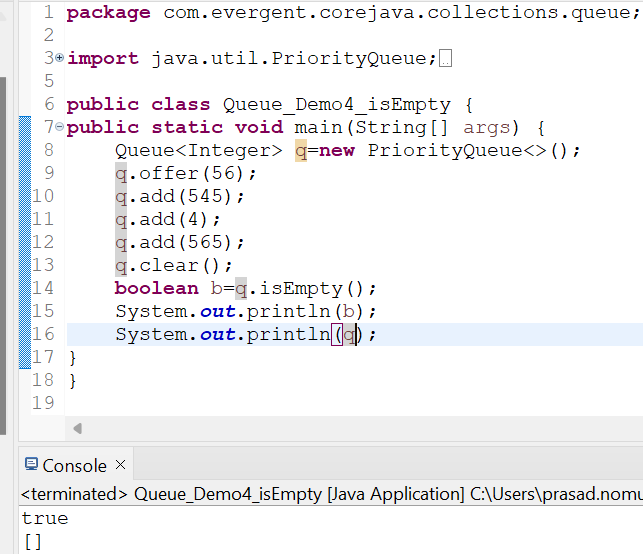 1 package com.evergent.corejava.collections.queue;
2
3 import java.util.PriorityQueue;
5
6 public class Queue_Demo4_isEmpty {
7 public static void main(String[] args) {
8 Queue<Integer> q=new PriorityQueue<>();
9 q.offer(56);
10 q.add(545);
11 q.add(4);
12 q.add(565);
13 q.clear();
14 boolean b=q.isEmpty();
15 System.out.println(b);
16 System.out.println(q);
17 }
18 }
19
Console
<terminated> Queue_Demo4_isEmpty [Java Application] C:\Users\prasad.nomu
true
[]